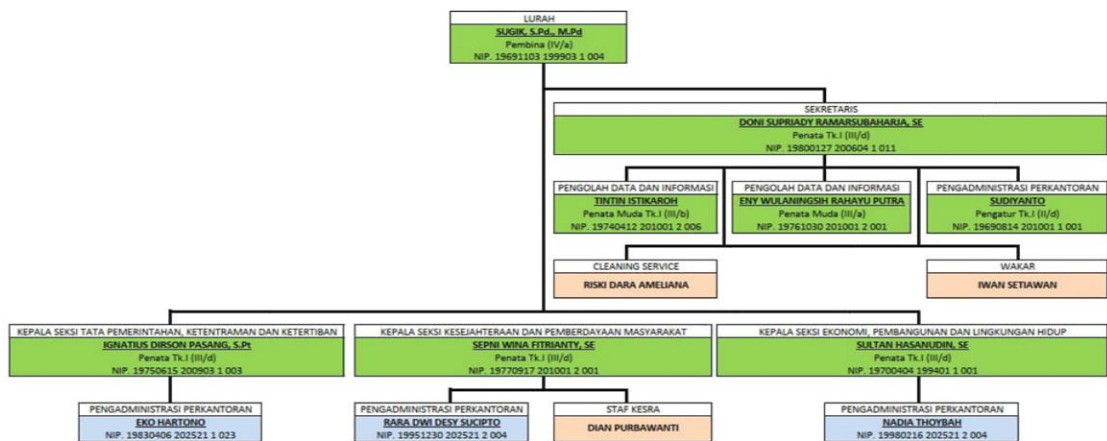 LURAH
SUGIK, S.Pd., M.Pd
Pembina (IV/a)
NIP. 19691103 199903 1 004
SEKRETARIS
DONI SUPRIADY RAMARSUBAHARJA, SE
Penata Tk.I (III/d)
NIP. 19800127 200604 1 011
PENGOLAH DATA DAN INFORMASI
TINTIN ISTIKAROH
Penata Muda Tk.I (III/b)
NIP. 19740412 201001 2 006
PENGOLAH DATA DAN INFORMASI
ENY WULANINGSIH RAHAYU PUTRA
Penata Muda (III/a)
NIP. 19761030 201001 2 001
PENGADMINISTRASI PERKANTORAN
SUDIYANTO
Pengatur Tk.I (II/d)
NIP. 19690814 201001 1 001
CLEANING SERVICE
RISKI DARA AMELIANA
WAKAR
IWAN SETIAWAN
KEPALA SEKSI TATA PEMERINTAHAN, KETENTRAMAN DAN KETERTIBAN
IGNATIUS DIRSON PASANG, S.Pt
Penata Tk.I (III/d)
NIP. 19750615 200903 1 003
KEPALA SEKSI KESEJAHTERAAN DAN PEMBERDAYAAN MASYARAKAT
SEPNI WINA FITRIANTY, SE
Penata Tk.I (III/d)
NIP. 19770917 201001 2 001
KEPALA SEKSI EKONOMI, PEMBANGUNAN DAN LINGKUNGAN HIDUP
SULTAN HASANUDIN, SE
Penata Tk.I (III/d)
NIP. 19700404 199401 1 001
PENGADMINISTRASI PERKANTORAN
EKO HARTONO
NIP. 19830406 202521 1 023
PENGADMINISTRASI PERKANTORAN
RARA DWI DESY SUCIPTO
NIP. 19951230 202521 2 004
STAF KESRA
DIAN PURBAWANTI
PENGADMINISTRASI PERKANTORAN
NADIA THOYBAH
NIP. 19980216 202521 2 004